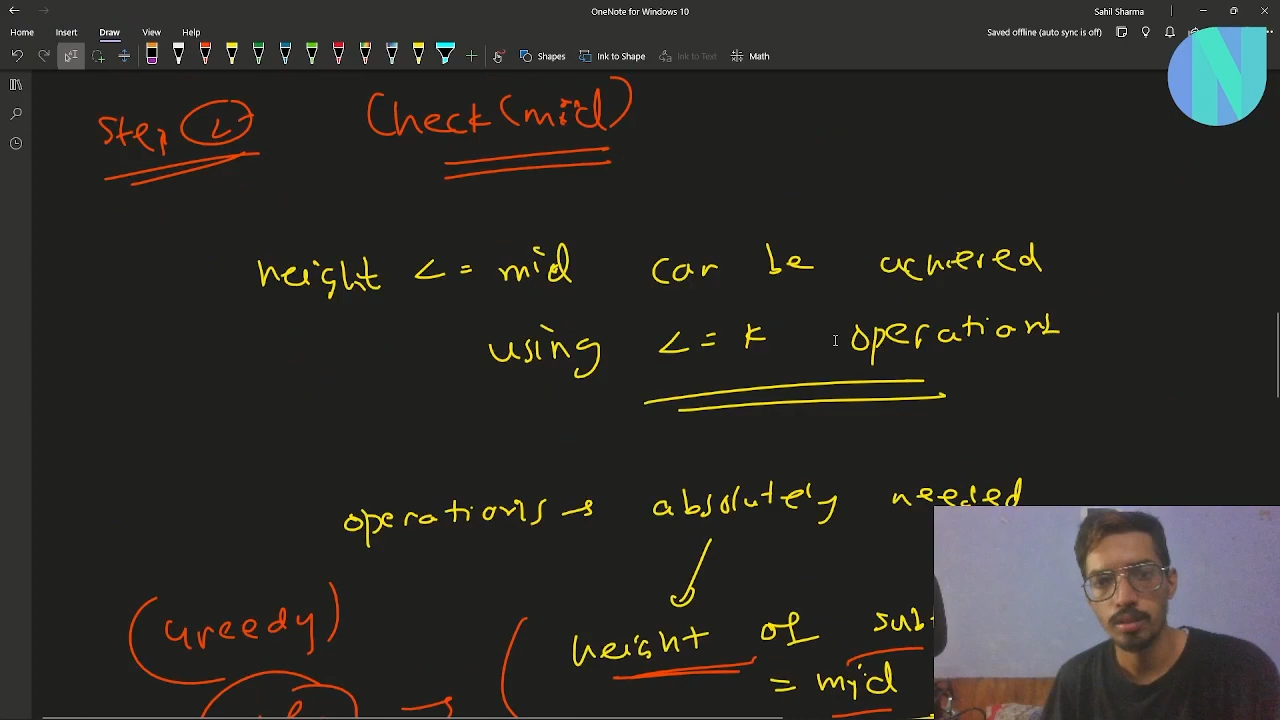 OneNote for Windows 10
Sahil Sharma
Home Insert Draw View Help
Saved offline (auto sync is off)
Shapes Ink to Shape Ink to Text Math
Step 2 Check(mid)
height <= mid can be achieved
using <= k operations
operations → absolutely needed
(Greedy)
height of sub
= mid